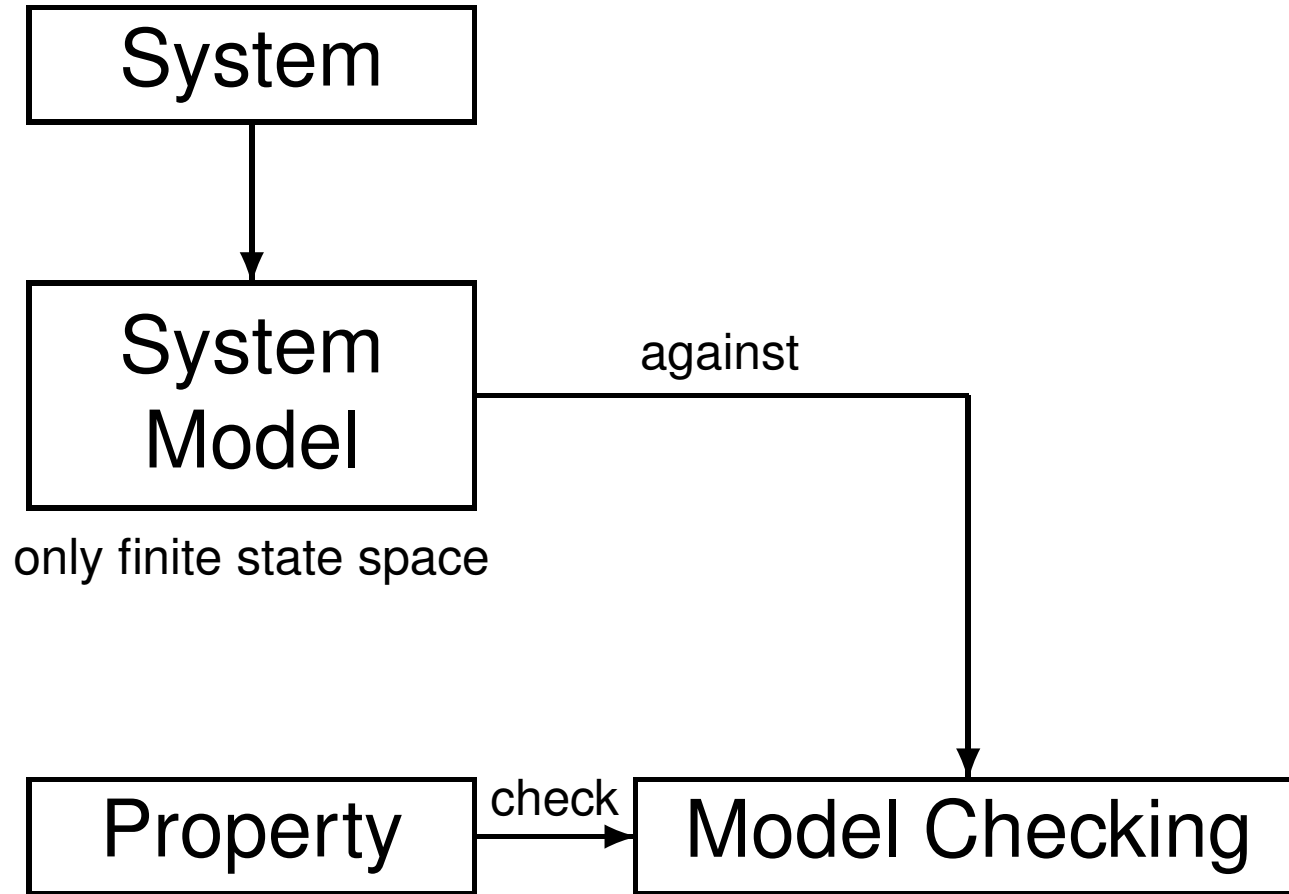 System
System
Model
against
only finite state space
Property
check
Model Checking